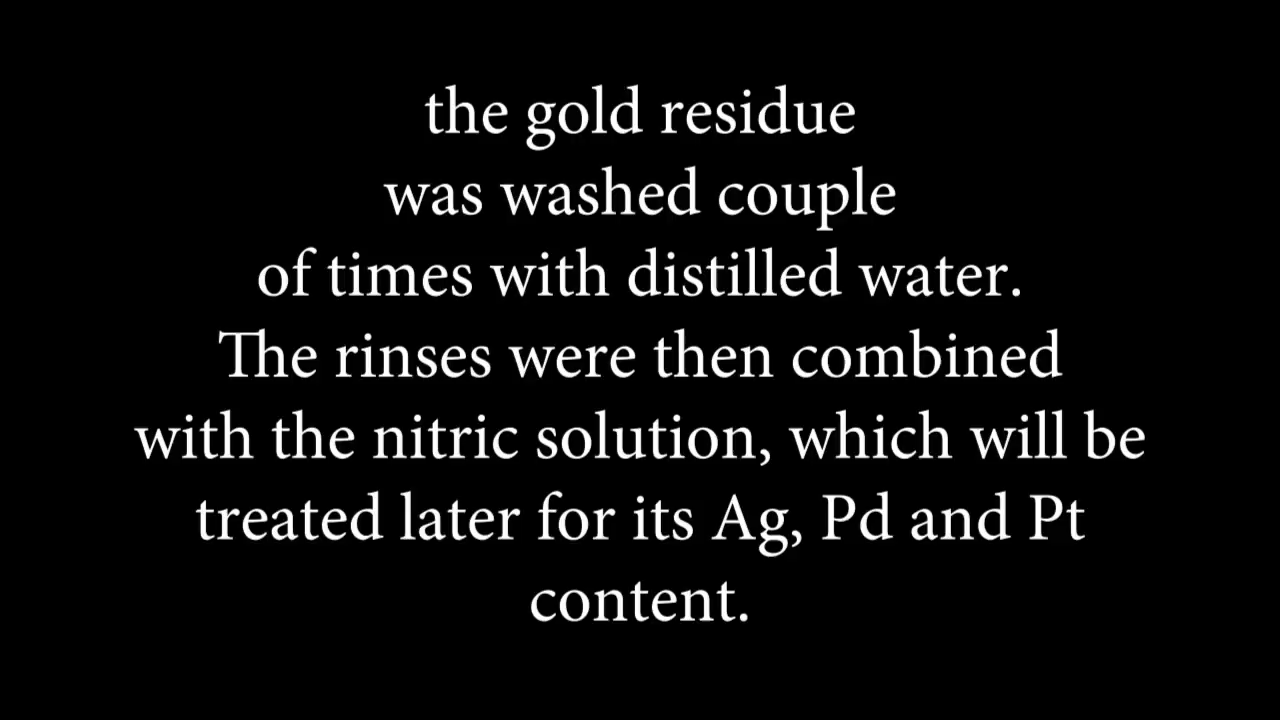 the gold residue
was washed couple
of times with distilled water.
The rinses were then combined
with the nitric solution, which will be
treated later for its Ag, Pd and Pt
content.